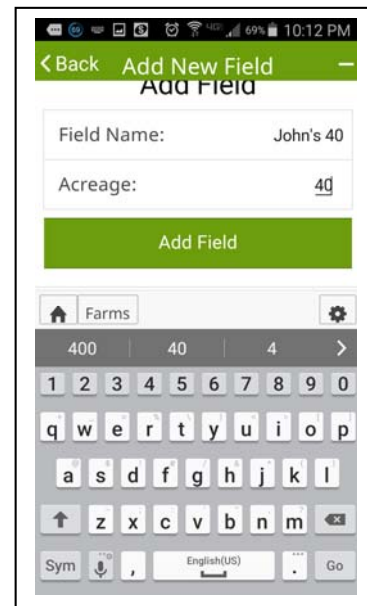 69% 10:12 PM
Back Add New Field
Add Field
Field Name: John's 40
Acreage: 40
Add Field
Farms
400 40 4
1 2 3 4 5 6 7 8 9 0
q w e r t y u i o p
a s d f g h j k l
z x c v b n m
Sym , English(US) . Go